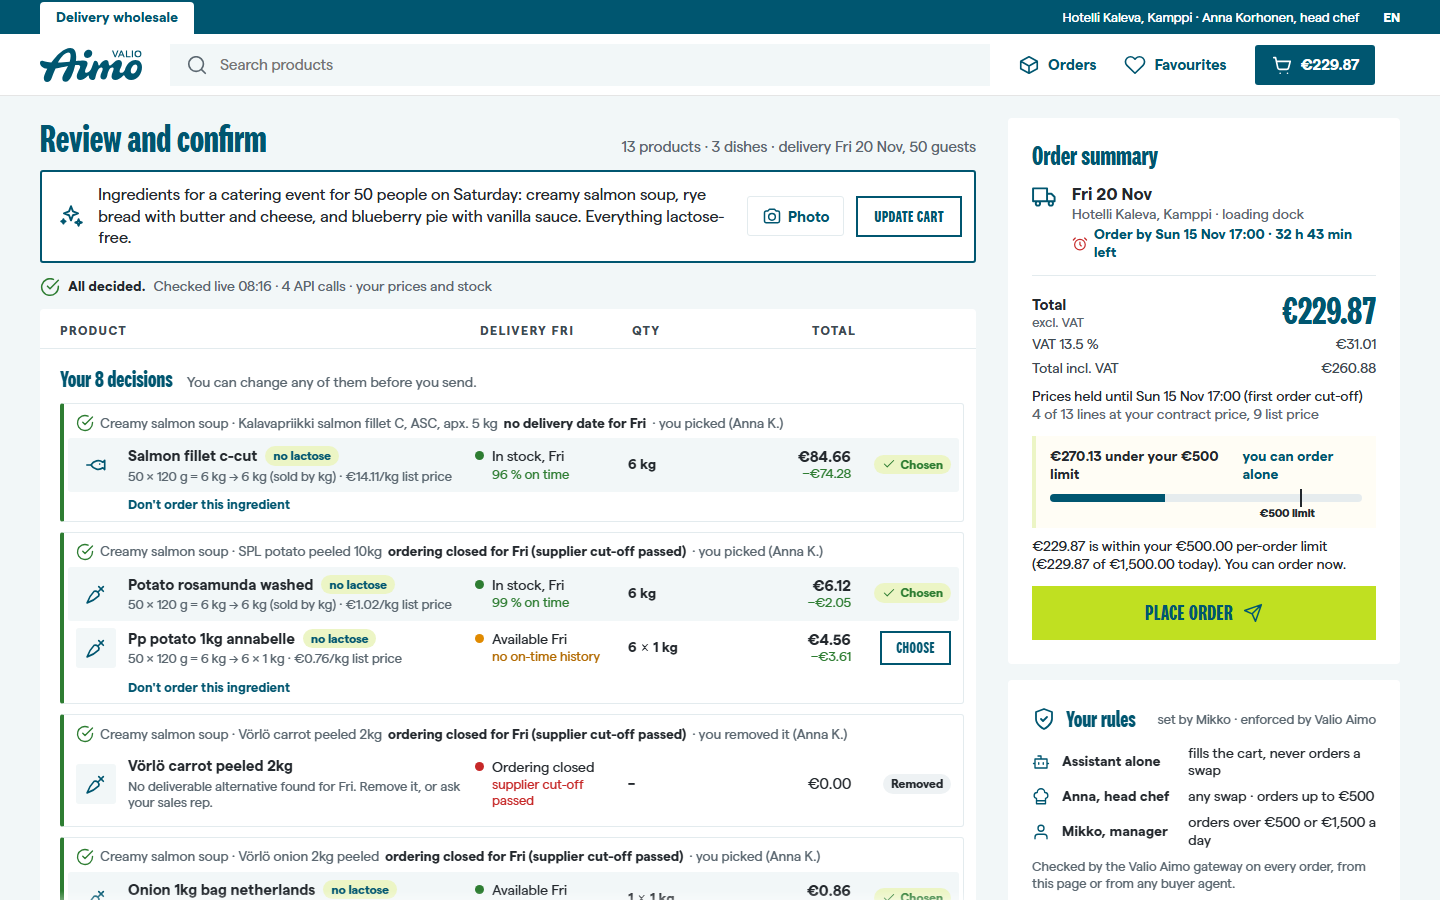 Delivery wholesale
Hotelli Kaleva, Kamppi · Anna Korhonen, head chef
EN
VALIO
Aimo
Search products
Orders
Favourites
€229.87
Review and confirm
13 products · 3 dishes · delivery Fri 20 Nov, 50 guests
Ingredients for a catering event for 50 people on Saturday: creamy salmon soup, rye
bread with butter and cheese, and blueberry pie with vanilla sauce. Everything lactose-
free.
Photo
UPDATE CART
All decided. Checked live 08:16 · 4 API calls · your prices and stock
PRODUCT
DELIVERY FRI
QTY
TOTAL
Your 8 decisions
You can change any of them before you send.
Creamy salmon soup · Kalavapriikki salmon fillet C, ASC, apx. 5 kg no delivery date for Fri · you picked (Anna K.)
Salmon fillet c-cut no lactose
50 × 120 g = 6 kg → 6 kg (sold by kg) · €14.11/kg list price
In stock, Fri
96 % on time
6 kg
€84.66
−€74.28
Chosen
Don't order this ingredient
Creamy salmon soup · SPL potato peeled 10kg ordering closed for Fri (supplier cut-off passed) · you picked (Anna K.)
Potato rosamunda washed no lactose
50 × 120 g = 6 kg → 6 kg (sold by kg) · €1.02/kg list price
In stock, Fri
99 % on time
6 kg
€6.12
−€2.05
Chosen
Pp potato 1kg annabelle no lactose
50 × 120 g = 6 kg → 6 × 1 kg · €0.76/kg list price
Available Fri
no on-time history
6 × 1 kg
€4.56
−€3.61
CHOOSE
Don't order this ingredient
Creamy salmon soup · Vörlö carrot peeled 2kg ordering closed for Fri (supplier cut-off passed) · you removed it (Anna K.)
Vörlö carrot peeled 2kg
No deliverable alternative found for Fri. Remove it, or ask
your sales rep.
Ordering closed
supplier cut-off
passed
–
€0.00
Removed
Creamy salmon soup · Vörlö onion 2kg peeled ordering closed for Fri (supplier cut-off passed) · you picked (Anna K.)
Onion 1kg bag netherlands no lactose
Available Fri
1 × 1 kg
€0.86
Chosen
Order summary
Fri 20 Nov
Hotelli Kaleva, Kamppi · loading dock
Order by Sun 15 Nov 17:00 · 32 h 43 min
left
Total
excl. VAT
€229.87
VAT 13.5 %
€31.01
Total incl. VAT
€260.88
Prices held until Sun 15 Nov 17:00 (first order cut-off)
4 of 13 lines at your contract price, 9 list price
€270.13 under your €500
limit
you can order
alone
€500 limit
€229.87 is within your €500.00 per-order limit
(€229.87 of €1,500.00 today). You can order now.
PLACE ORDER
Your rules
set by Mikko · enforced by Valio Aimo
Assistant alone
fills the cart, never orders a
swap
Anna, head chef
any swap · orders up to €500
Mikko, manager
orders over €500 or €1,500 a
day
Checked by the Valio Aimo gateway on every order, from
this page or from any buyer agent.